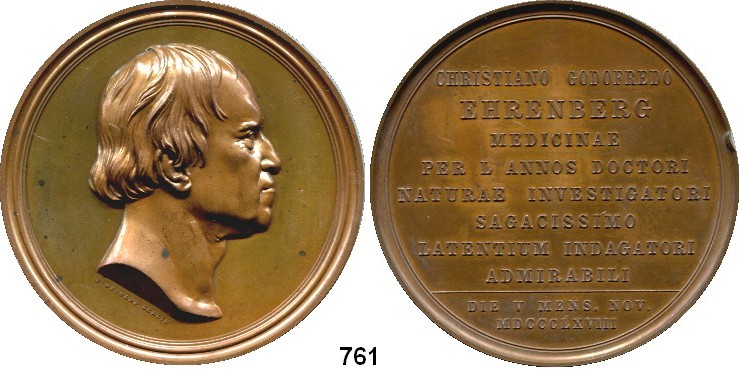 CHRISTIANO GODOFREDO
EHRENBERG
MEDICINAE
PER L ANNOS DOCTORI
NATURAE INVESTIGATORI
SAGACISSIMO
LATENTIUM INDAGATORI
ADMIRABILI
DIE V MENS. NOV.
MDCCCLXVIII
761